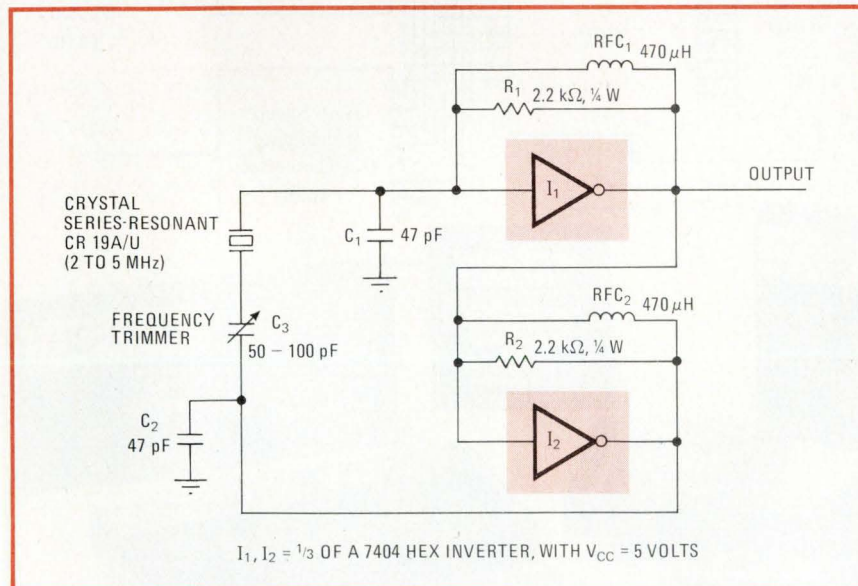 RFC₁ 470 μH
R₁ 2.2 kΩ, ¼ W
I₁
OUTPUT
CRYSTAL
SERIES-RESONANT
CR 19A/U
(2 TO 5 MHz)
C₁ 47 pF
FREQUENCY
TRIMMER
C₃
50 – 100 pF
RFC₂ 470 μH
R₂ 2.2 kΩ, ¼ W
I₂
C₂
47 pF
I₁, I₂ = ⅓ OF A 7404 HEX INVERTER, WITH V_CC = 5 VOLTS